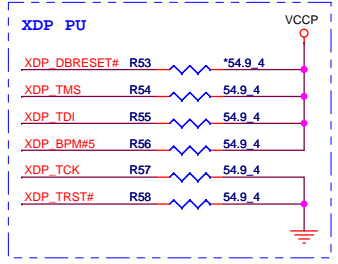 XDP PU
VCCP
XDP_DBRESET# R53 *54.9_4
XDP_TMS R54 54.9_4
XDP_TDI R55 54.9_4
XDP_BPM#5 R56 54.9_4
XDP_TCK R57 54.9_4
XDP_TRST# R58 54.9_4